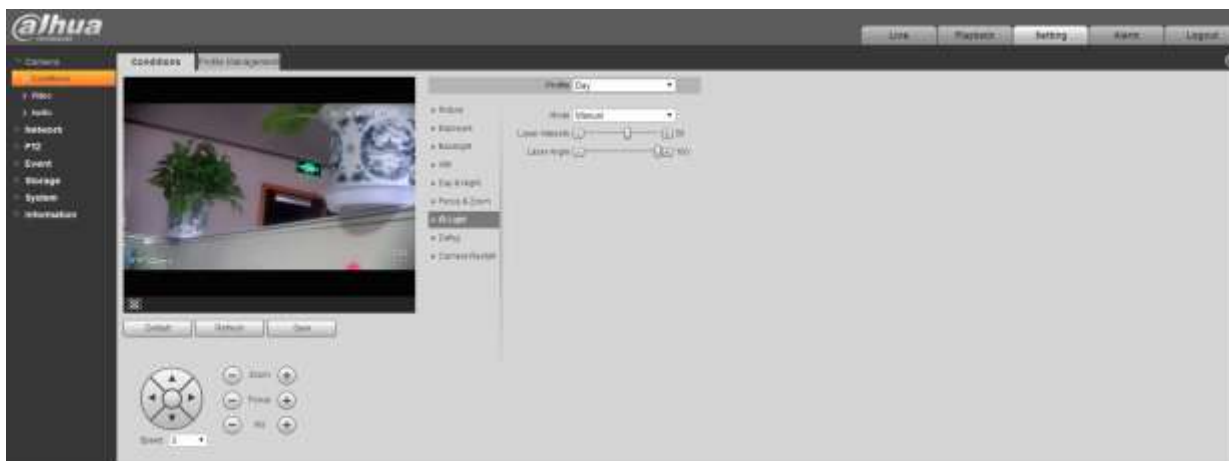 alhua
Live
Playback
Setting
Alarm
Logout
Camera
Conditions
Video
Audio
Network
PTZ
Event
Storage
System
Information
Conditions
Profile Management
Profile Day
Picture
Exposure
Backlight
WB
Day & Night
Focus & Zoom
IR Light
Defog
Mode Manual
Laser Intensity 50
Laser Angle 100
Default
Refresh
Save
Zoom
Focus
Iris
Speed